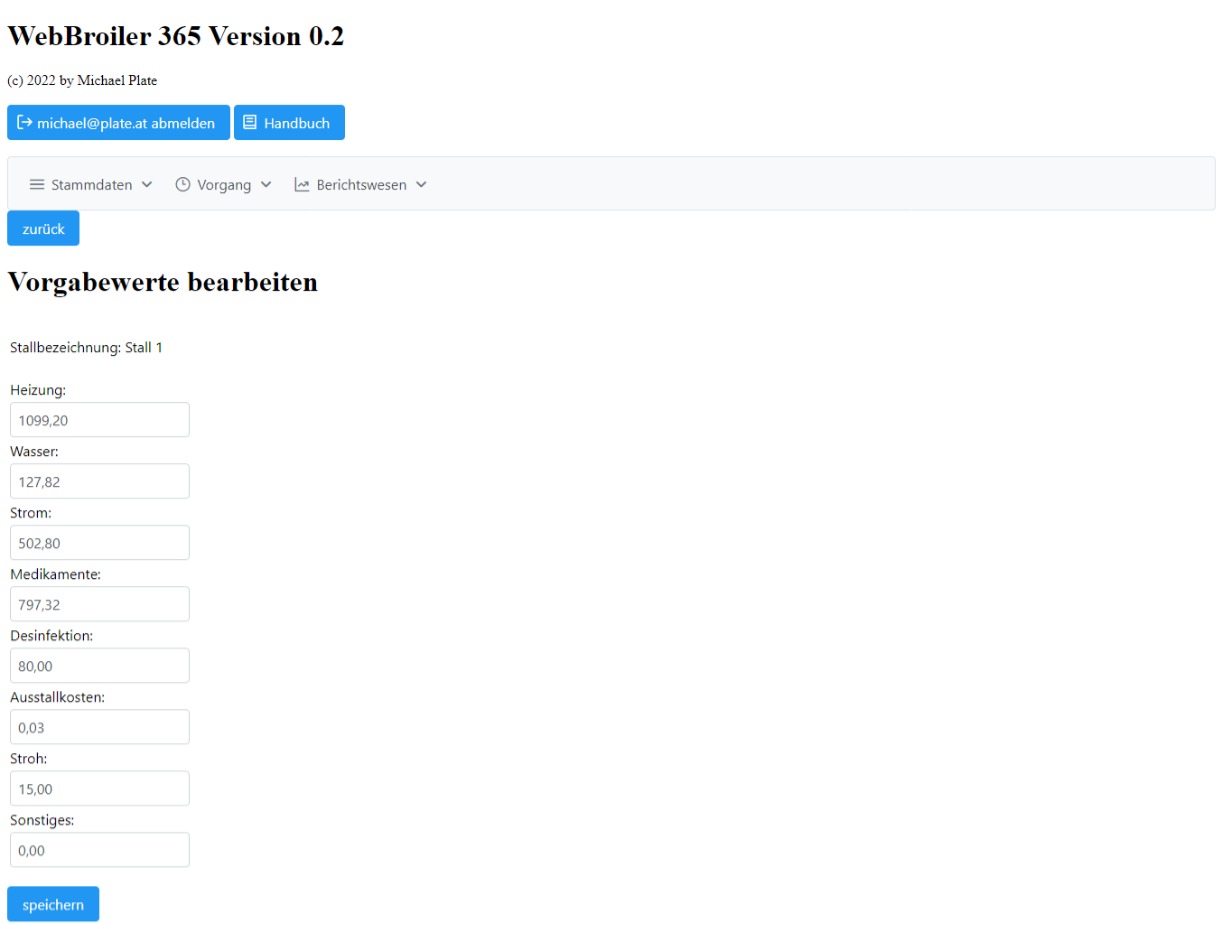 WebBroiler 365 Version 0.2
(c) 2022 by Michael Plate
michael@plate.at abmelden Handbuch
Stammdaten Vorgang Berichtswesen
zurück
Vorgabewerte bearbeiten
Stallbezeichnung: Stall 1
Heizung:
1099,20
Wasser:
127,82
Strom:
502,80
Medikamente:
797,32
Desinfektion:
80,00
Ausstallkosten:
0,03
Stroh:
15,00
Sonstiges:
0,00
speichern